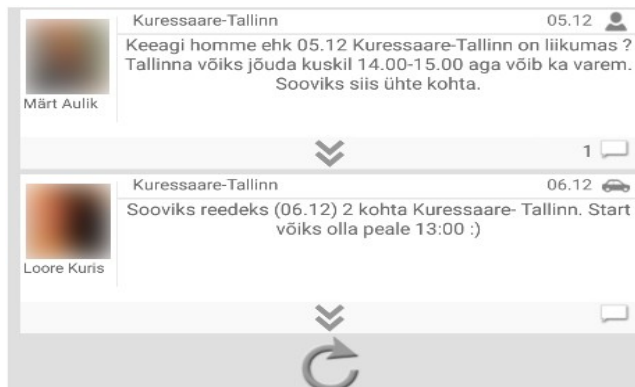 Kuressaare-Tallinn 05.12
Keeagi homme ehk 05.12 Kuressaare-Tallinn on liikumas ?
Tallinna võiks jõuda kuskil 14.00-15.00 aga võib ka varem.
Sooviks siis ühte kohta.
Märt Aulik
1
Kuressaare-Tallinn 06.12
Sooviks reedeks (06.12) 2 kohta Kuressaare- Tallinn. Start
võiks olla peale 13:00 :)
Loore Kuris